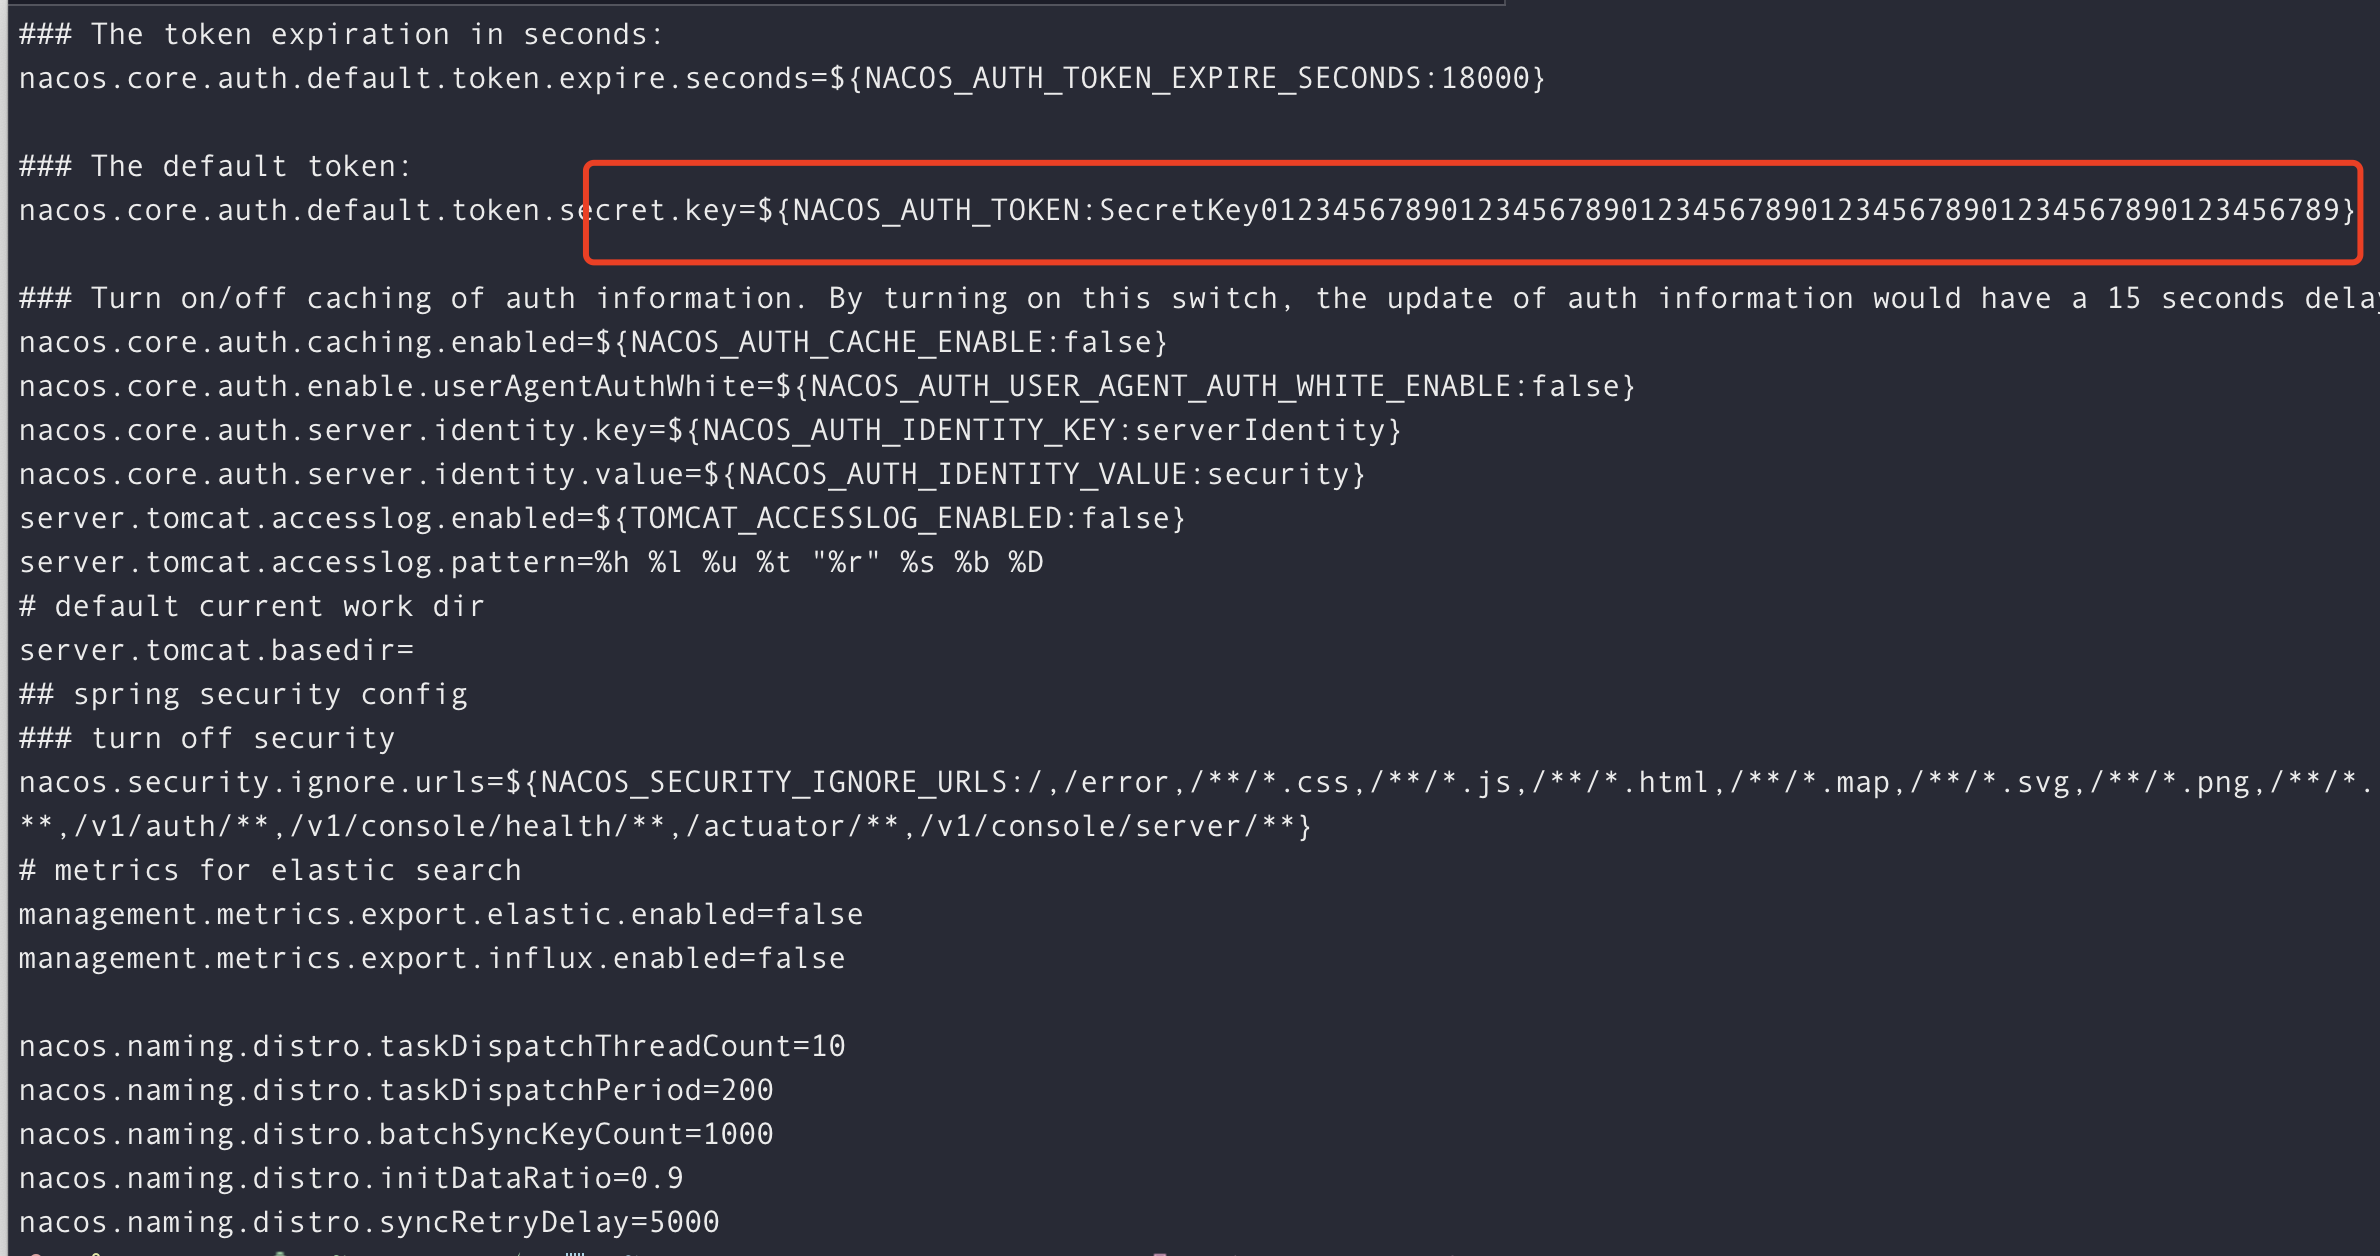 ### The token expiration in seconds:
nacos.core.auth.default.token.expire.seconds=${NACOS_AUTH_TOKEN_EXPIRE_SECONDS:18000}
### The default token:
nacos.core.auth.default.token.secret.key=${NACOS_AUTH_TOKEN:SecretKey012345678901234567890123456789012345678901234567890123456789}
### Turn on/off caching of auth information. By turning on this switch, the update of auth information would have a 15 seconds delay
nacos.core.auth.caching.enabled=${NACOS_AUTH_CACHE_ENABLE:false}
nacos.core.auth.enable.userAgentAuthWhite=${NACOS_AUTH_USER_AGENT_AUTH_WHITE_ENABLE:false}
nacos.core.auth.server.identity.key=${NACOS_AUTH_IDENTITY_KEY:serverIdentity}
nacos.core.auth.server.identity.value=${NACOS_AUTH_IDENTITY_VALUE:security}
server.tomcat.accesslog.enabled=${TOMCAT_ACCESSLOG_ENABLED:false}
server.tomcat.accesslog.pattern=%h %l %u %t "%r" %s %b %D
# default current work dir
server.tomcat.basedir=
## spring security config
### turn off security
nacos.security.ignore.urls=${NACOS_SECURITY_IGNORE_URLS:/,/error,/**/*.css,/**/*.js,/**/*.html,/**/*.map,/**/*.svg,/**/*.png,/**/*.
**,/v1/auth/**,/v1/console/health/**,/actuator/**,/v1/console/server/**}
# metrics for elastic search
management.metrics.export.elastic.enabled=false
management.metrics.export.influx.enabled=false
nacos.naming.distro.taskDispatchThreadCount=10
nacos.naming.distro.taskDispatchPeriod=200
nacos.naming.distro.batchSyncKeyCount=1000
nacos.naming.distro.initDataRatio=0.9
nacos.naming.distro.syncRetryDelay=5000